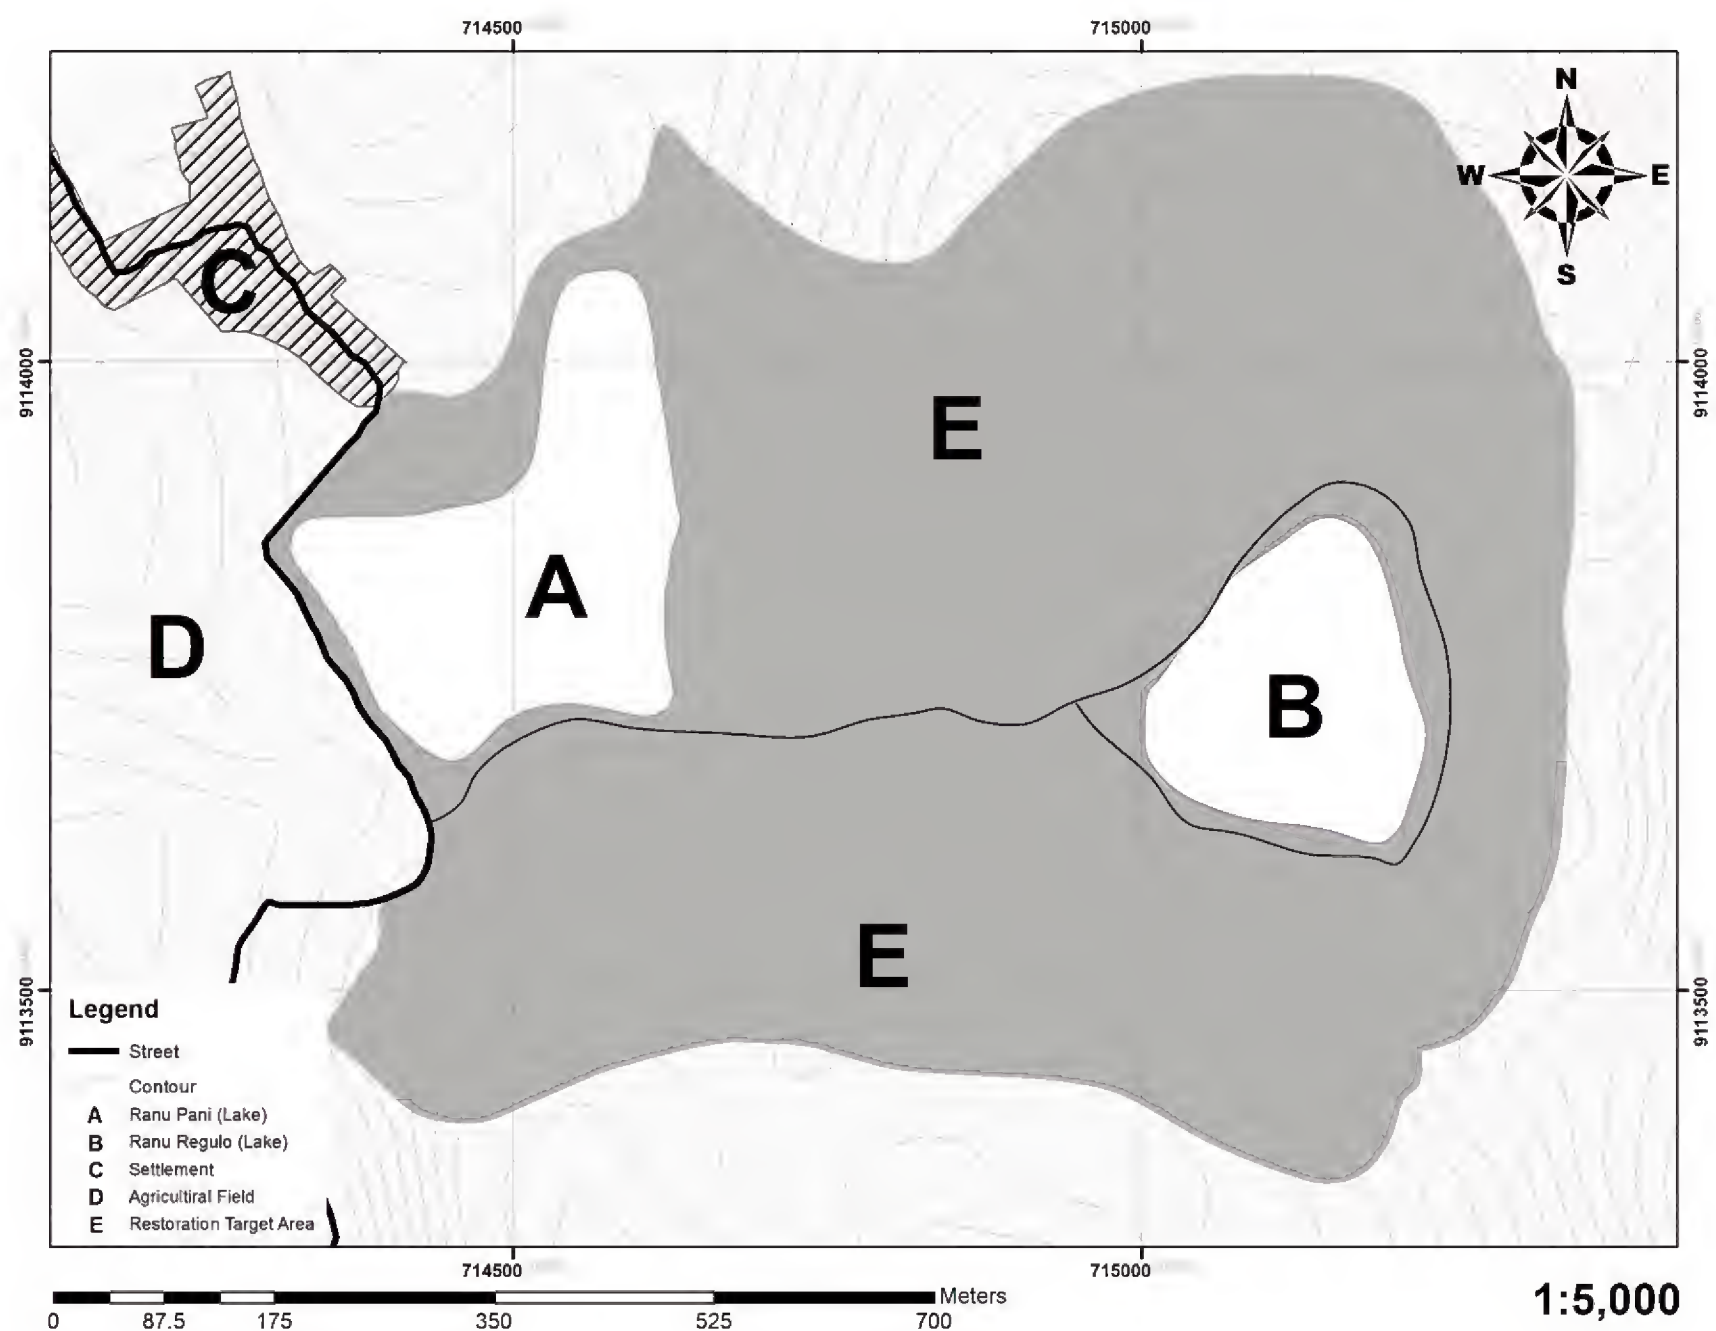 714500 715000
N
W E
S
C
9114000 9114000
E
A
D
B
E
9113500 9113500
Legend
Street
Contour
A Ranu Pani (Lake)
B Ranu Regulo (Lake)
C Settlement
D Agricultiral Field
E Restoration Target Area
714500 715000
Meters
0 87.5 175 350 525 700
1:5,000